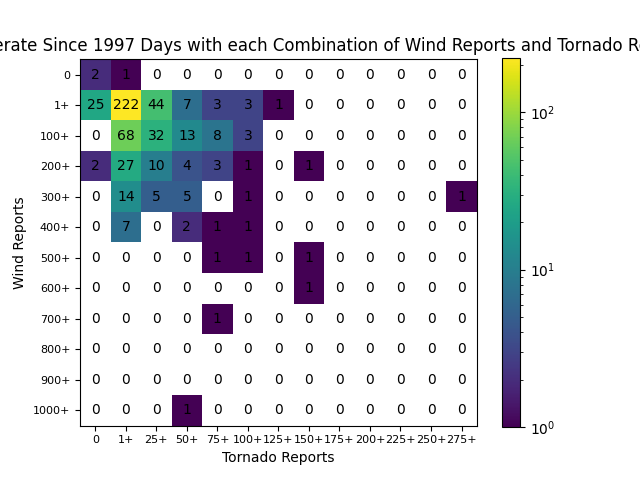 erate Since 1997 Days with each Combination of Wind Reports and Tornado R
0 2 1 0 0 0 0 0 0 0 0 0 0 0
1+ 25 222 44 7 3 3 1 0 0 0 0 0 0
100+ 0 68 32 13 8 3 0 0 0 0 0 0 0
200+ 2 27 10 4 3 1 0 1 0 0 0 0 0
300+ 0 14 5 5 0 1 0 0 0 0 0 0 1
400+ 0 7 0 2 1 1 0 0 0 0 0 0 0
500+ 0 0 0 0 1 1 0 1 0 0 0 0 0
600+ 0 0 0 0 0 0 0 1 0 0 0 0 0
700+ 0 0 0 0 1 0 0 0 0 0 0 0 0
800+ 0 0 0 0 0 0 0 0 0 0 0 0 0
900+ 0 0 0 0 0 0 0 0 0 0 0 0 0
1000+ 0 0 0 1 0 0 0 0 0 0 0 0 0
0 1+ 25+ 50+ 75+ 100+ 125+ 150+ 175+ 200+ 225+ 250+ 275+
Tornado Reports
Wind Reports
10²
10¹
10⁰